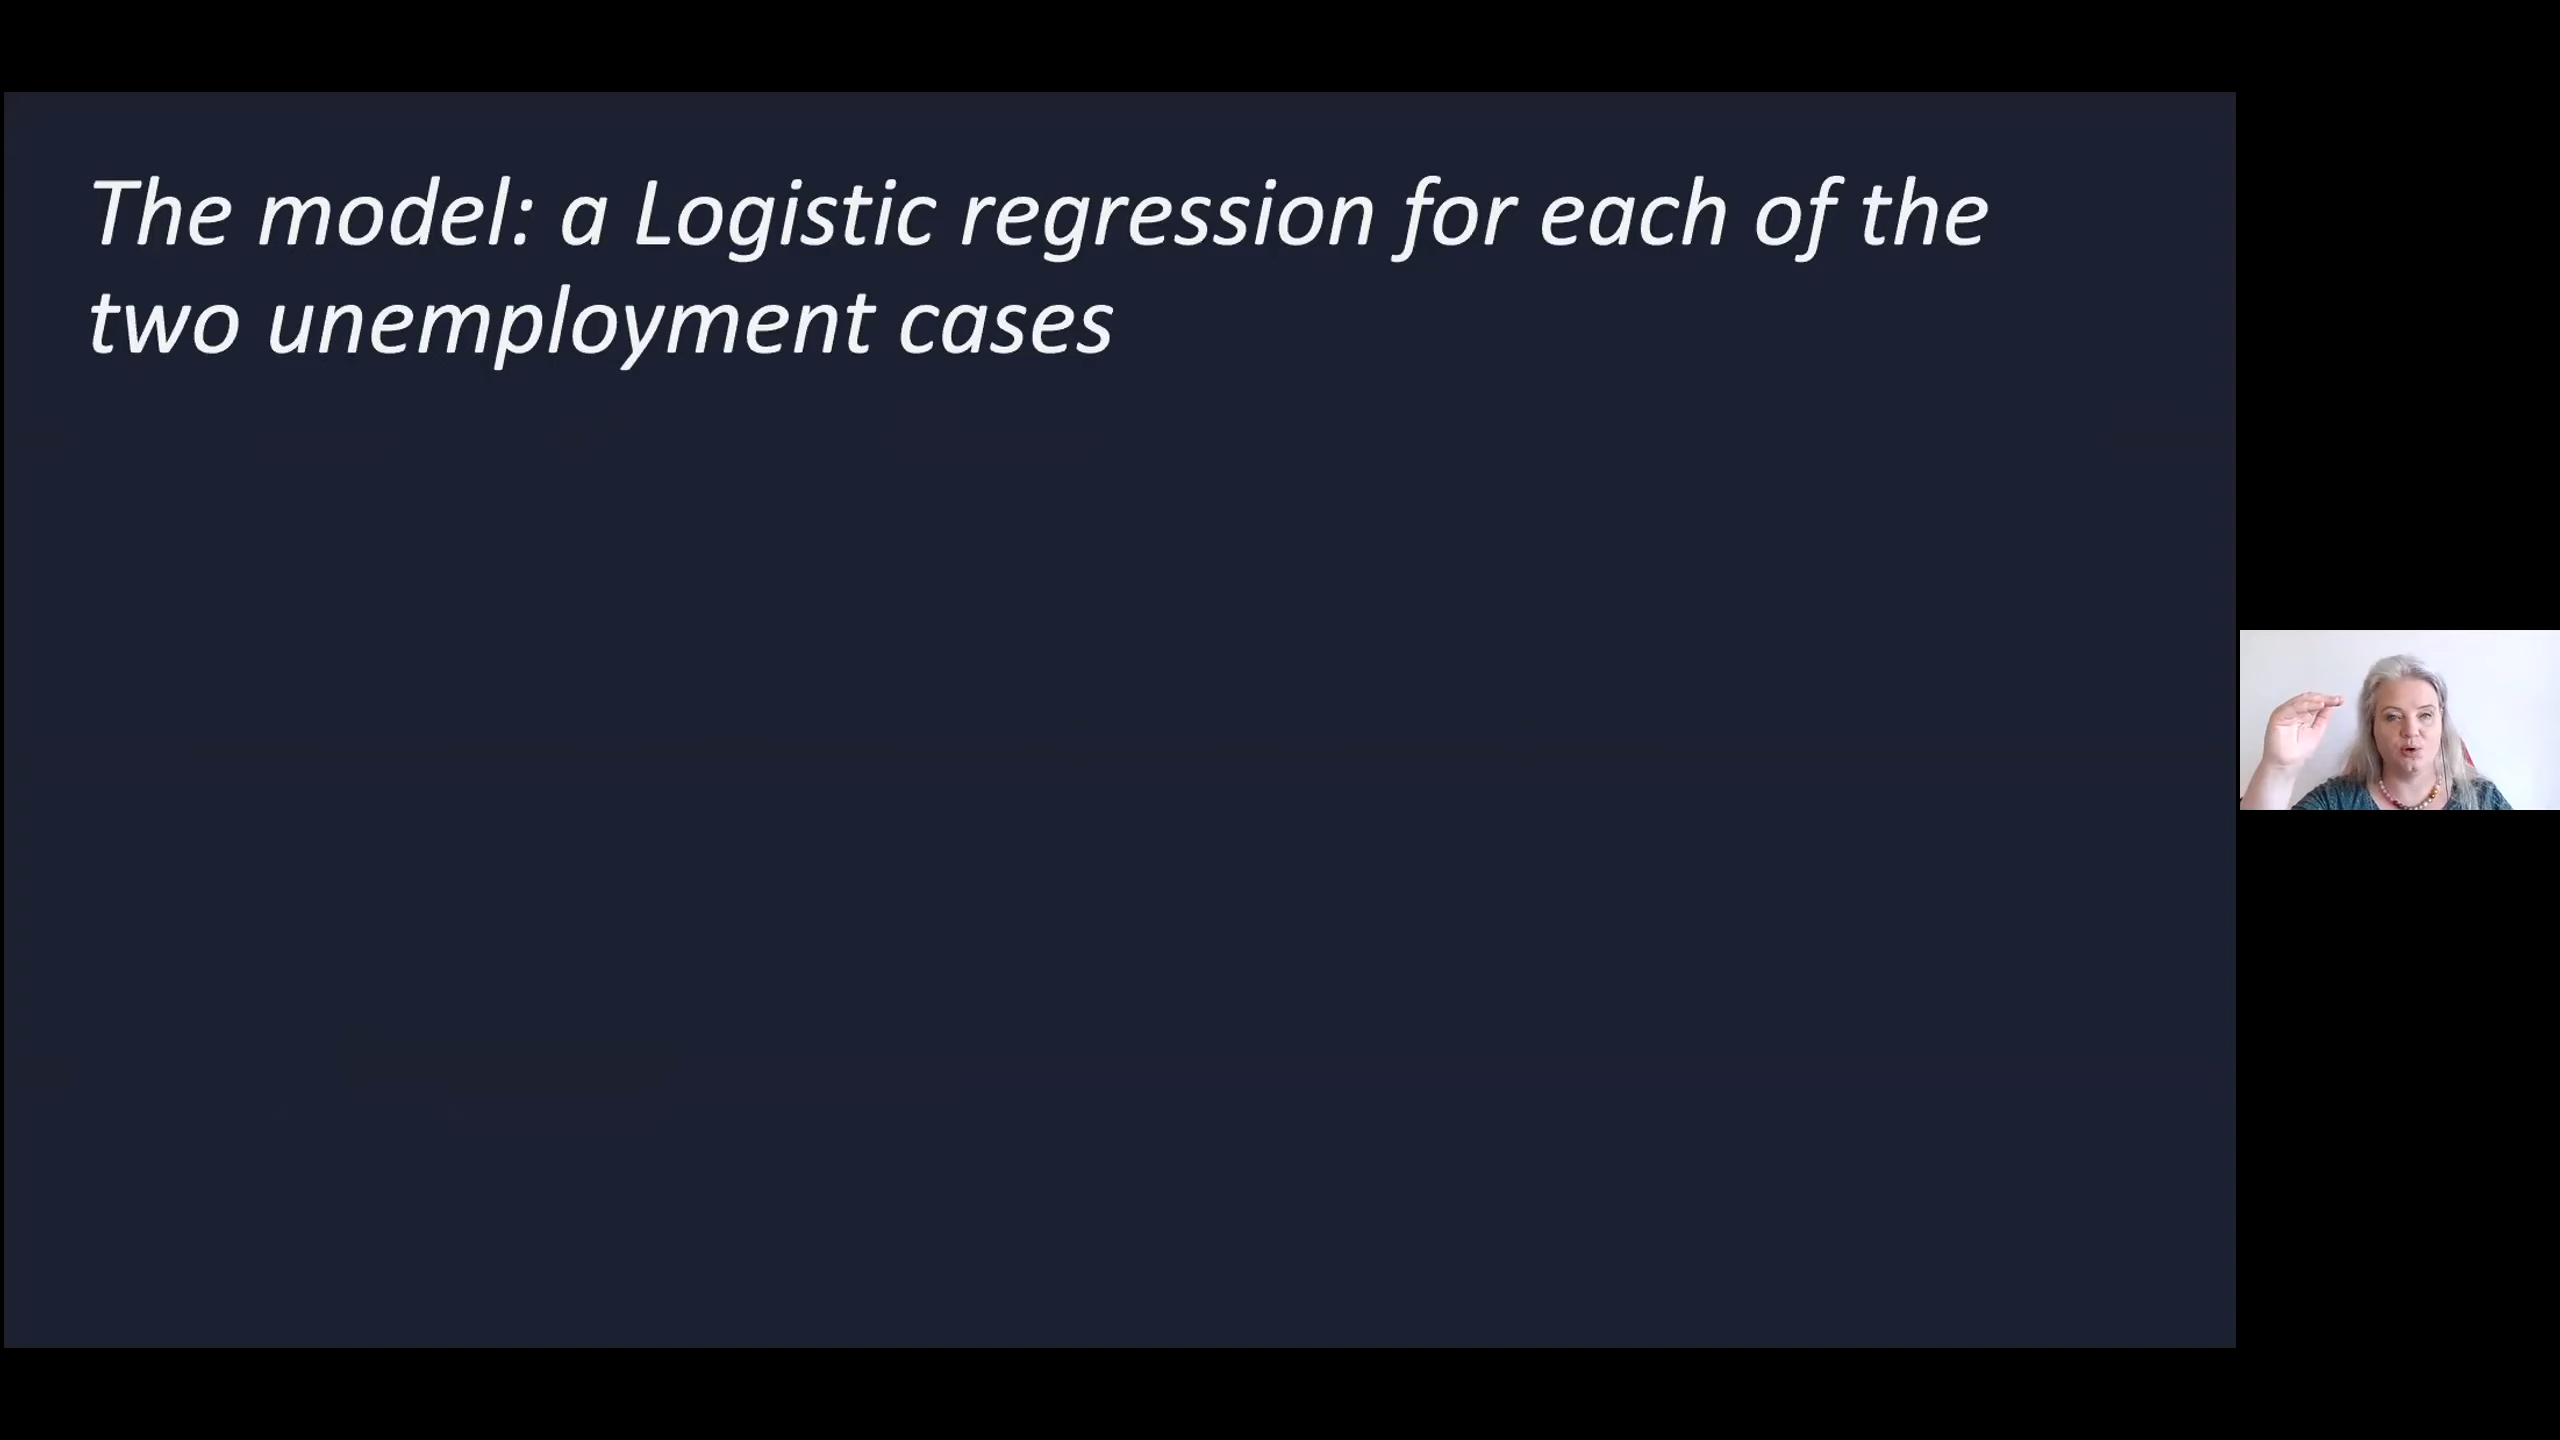 The model: a Logistic regression for each of the
two unemployment cases